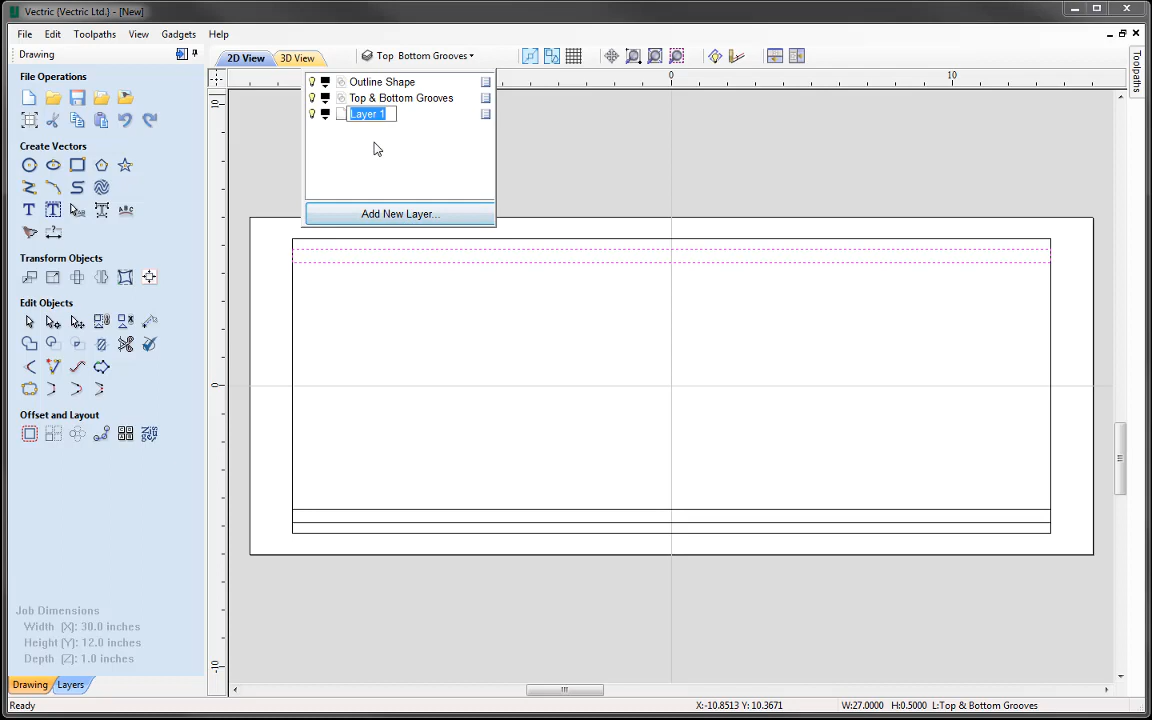 Vectric {Vectric Ltd.} - [New]
File Edit Toolpaths View Gadgets Help
Drawing
2D View 3D View Top Bottom Grooves
File Operations
0 10
Outline Shape
Top & Bottom Grooves
Layer 1
Add New Layer...
Create Vectors
Transform Objects
Edit Objects
Offset and Layout
Toolpaths
Job Dimensions
Width [X]: 30.0 inches
Height [Y]: 12.0 inches
Depth [Z]: 1.0 inches
Drawing Layers
Ready X:-10.8513 Y: 10.3671 W:27.0000 H:0.5000 L:Top & Bottom Grooves